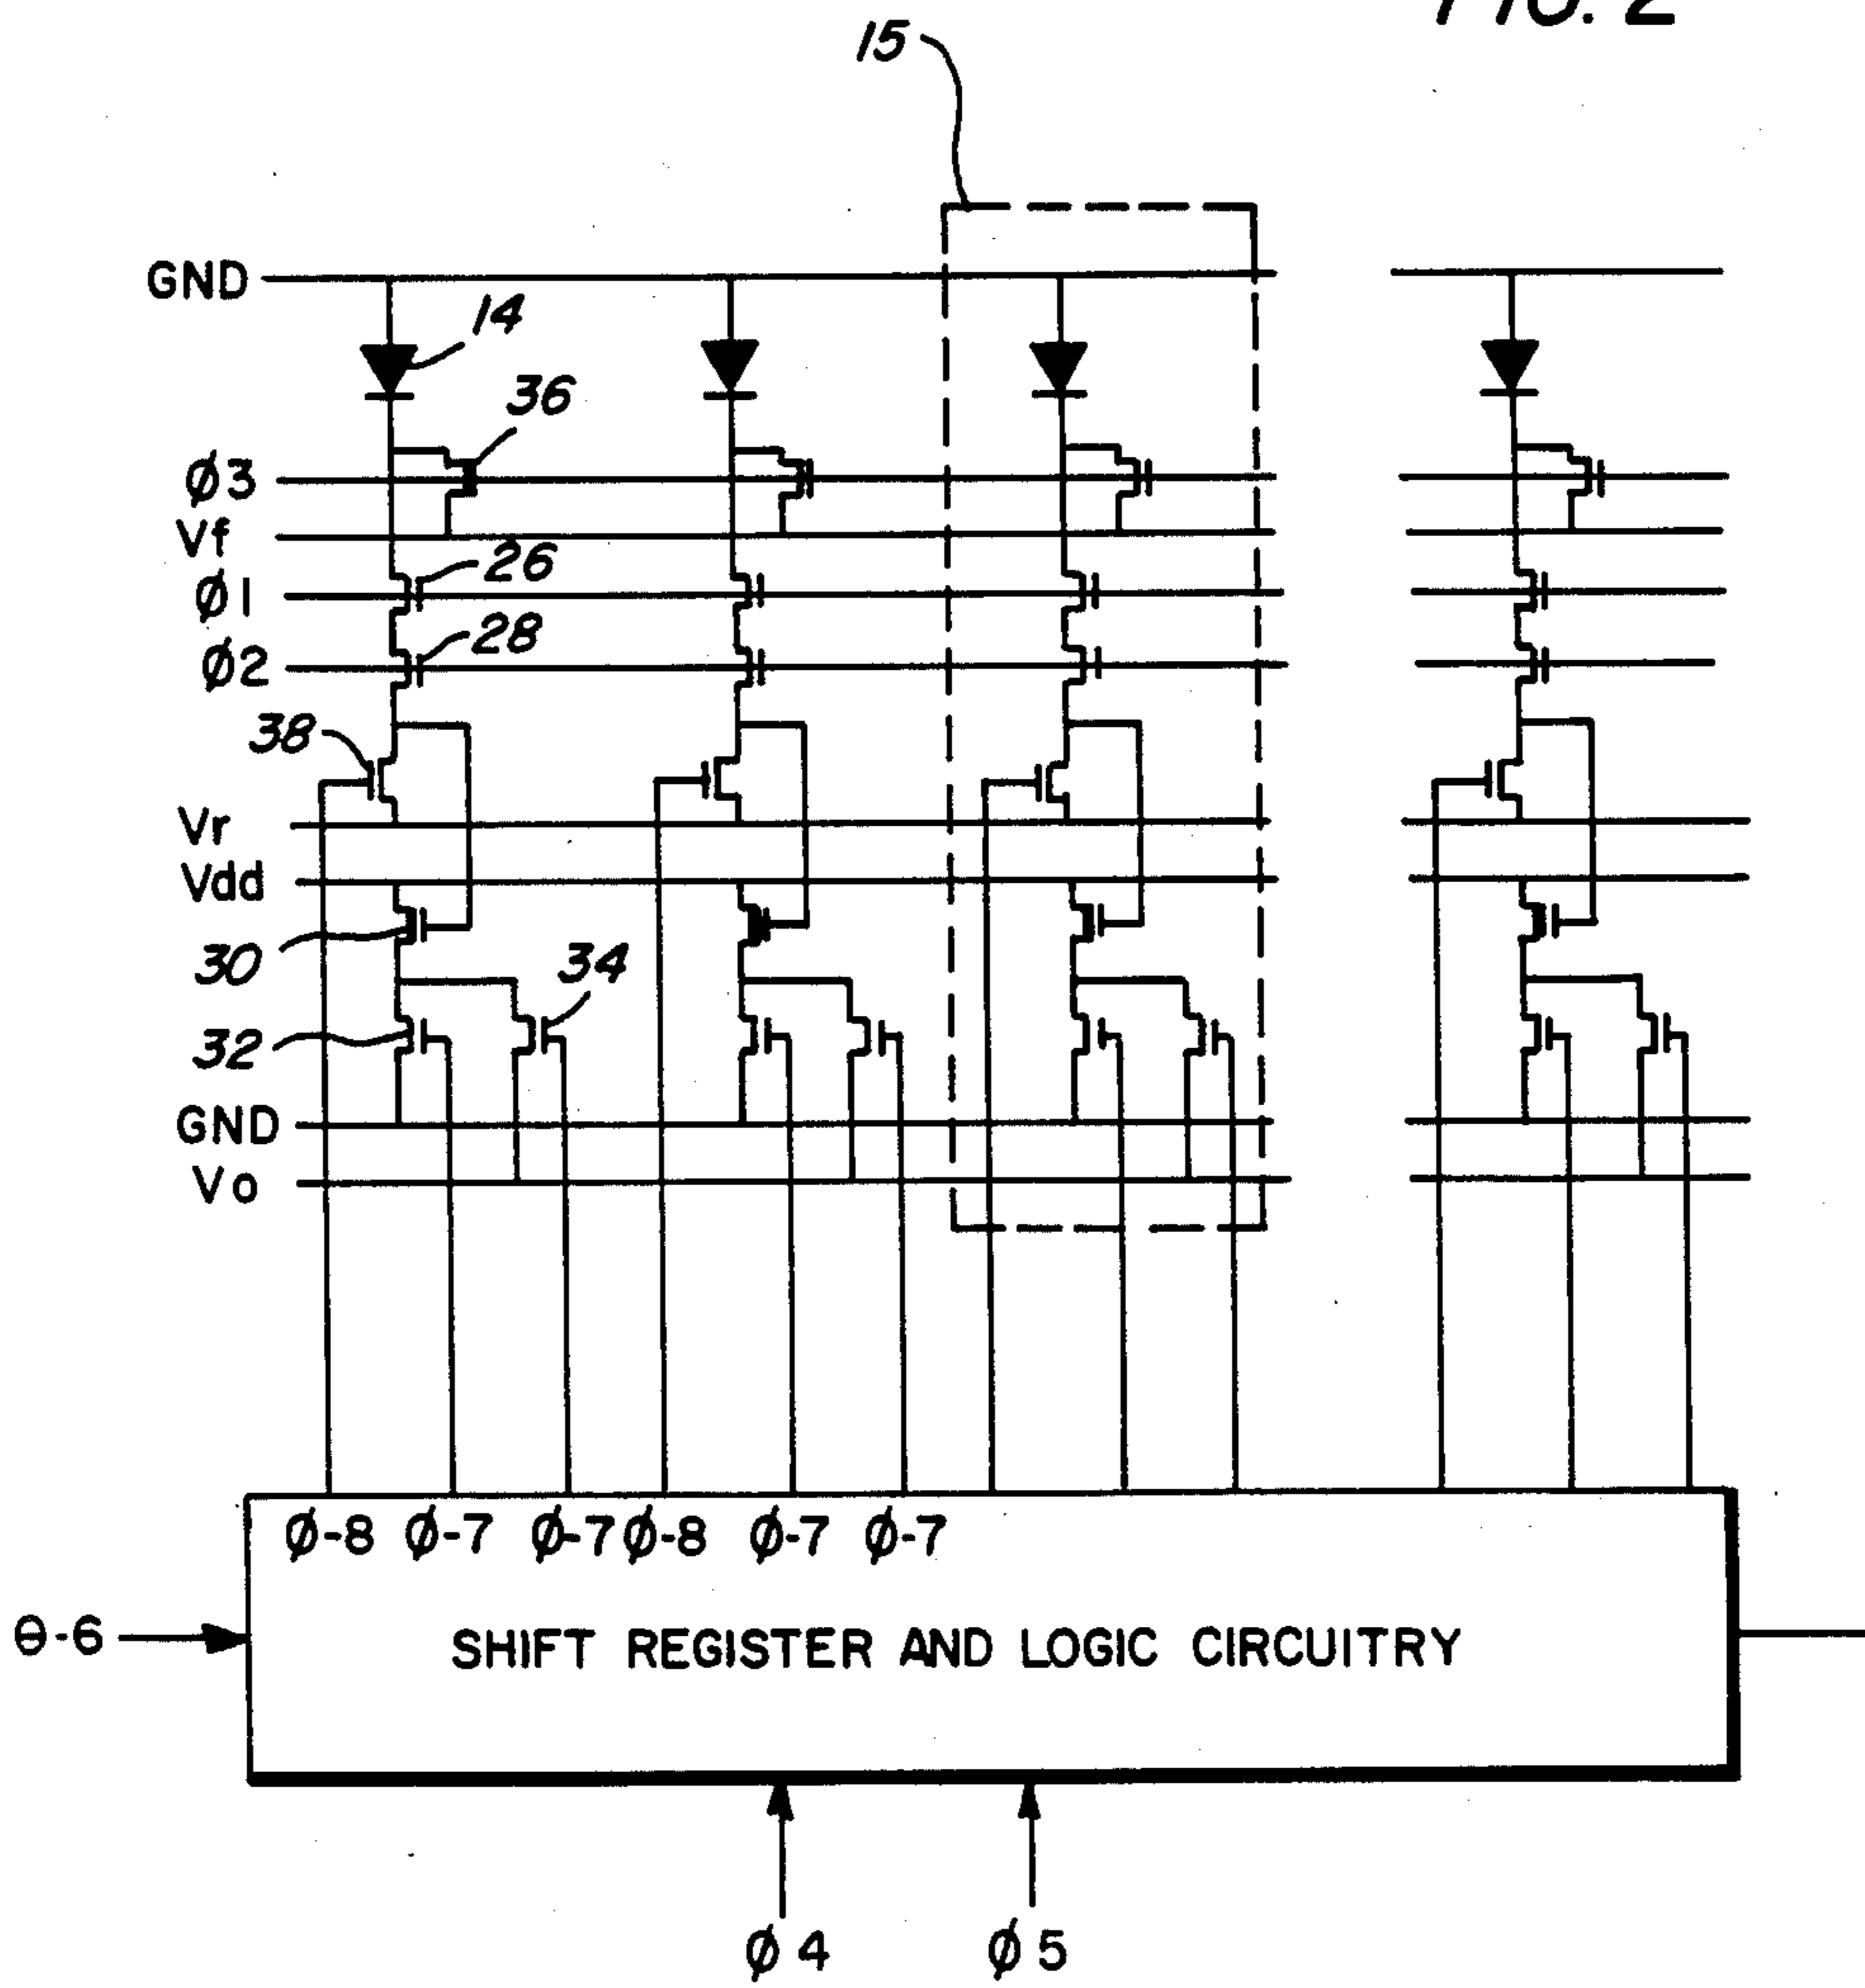 FIG. 2
15
GND
14
36
Ø3
Vf
26
Ø1
28
Ø2
38
Vr
Vdd
30
34
32
GND
Vo
Ø-8 Ø-7 Ø-7 Ø-8 Ø-7 Ø-7
Θ-6
SHIFT REGISTER AND LOGIC CIRCUITRY
Ø4 Ø5